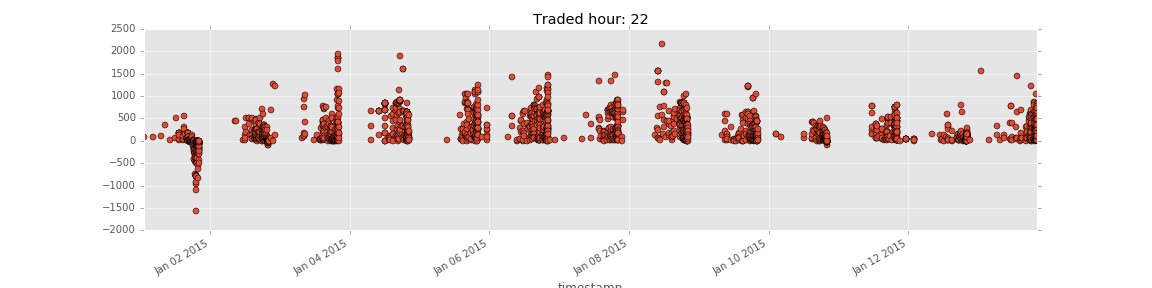 Traded hour: 22
2500
2000
1500
1000
500
0
−500
−1000
−1500
−2000
Jan 02 2015
Jan 04 2015
Jan 06 2015
Jan 08 2015
Jan 10 2015
Jan 12 2015
timestamp